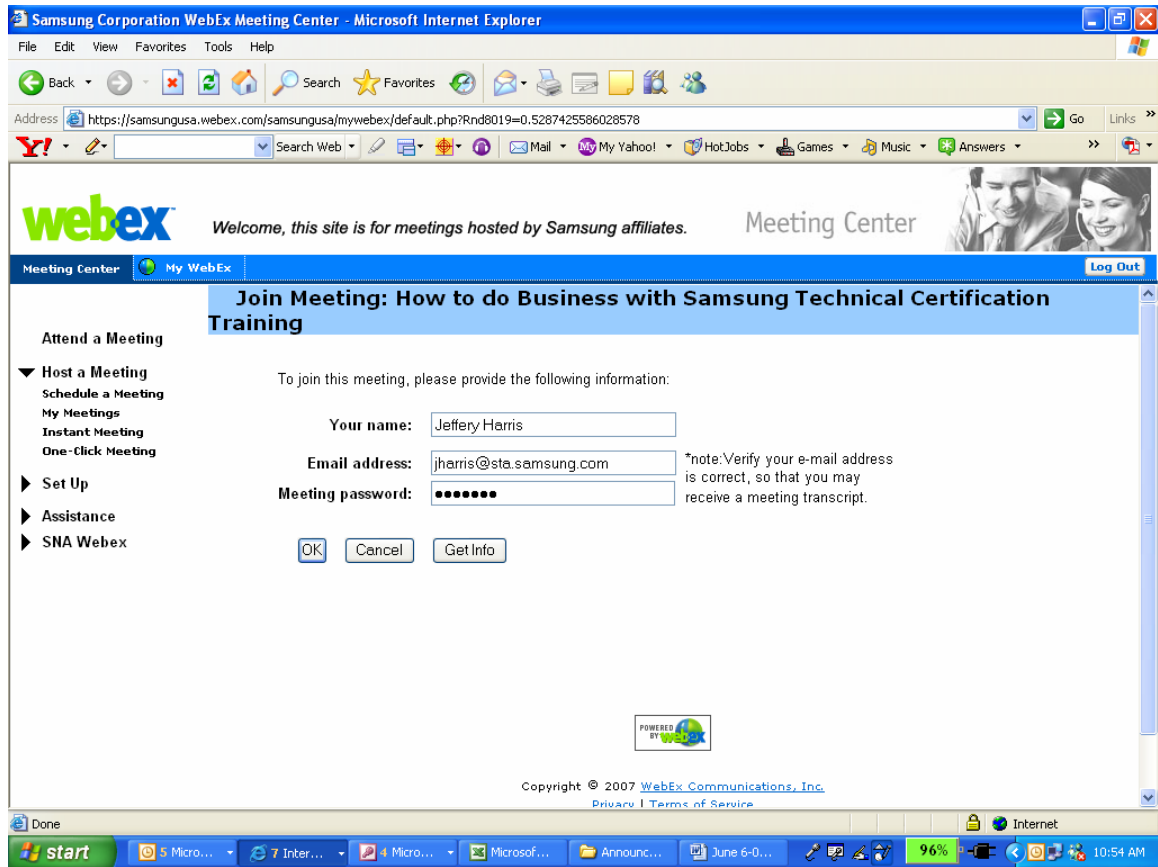 Samsung Corporation WebEx Meeting Center - Microsoft Internet Explorer
File Edit View Favorites Tools Help
Back Search Favorites
Address https://samsungusa.webex.com/samsungusa/mywebex/default.php?Rnd8019=0.5287425586028578 Go Links »
Y! Search Web Mail My My Yahoo! HotJobs Games Music Answers »
webex Welcome, this site is for meetings hosted by Samsung affiliates. Meeting Center
Meeting Center My WebEx Log Out
Join Meeting: How to do Business with Samsung Technical Certification
Training
Attend a Meeting
Host a Meeting
Schedule a Meeting
My Meetings
Instant Meeting
One-Click Meeting
Set Up
Assistance
SNA Webex
To join this meeting, please provide the following information:
Your name: Jeffery Harris
Email address: jharris@sta.samsung.com
*note:Verify your e-mail address
is correct, so that you may
receive a meeting transcript.
Meeting password: •••••••
OK Cancel Get Info
POWERED
BY webex
Copyright © 2007 WebEx Communications, Inc.
Privacy | Terms of Service
Done Internet
start 5 Micro... 7 Inter... 4 Micro... Microsof... Announc... June 6-0... 96% 10:54 AM